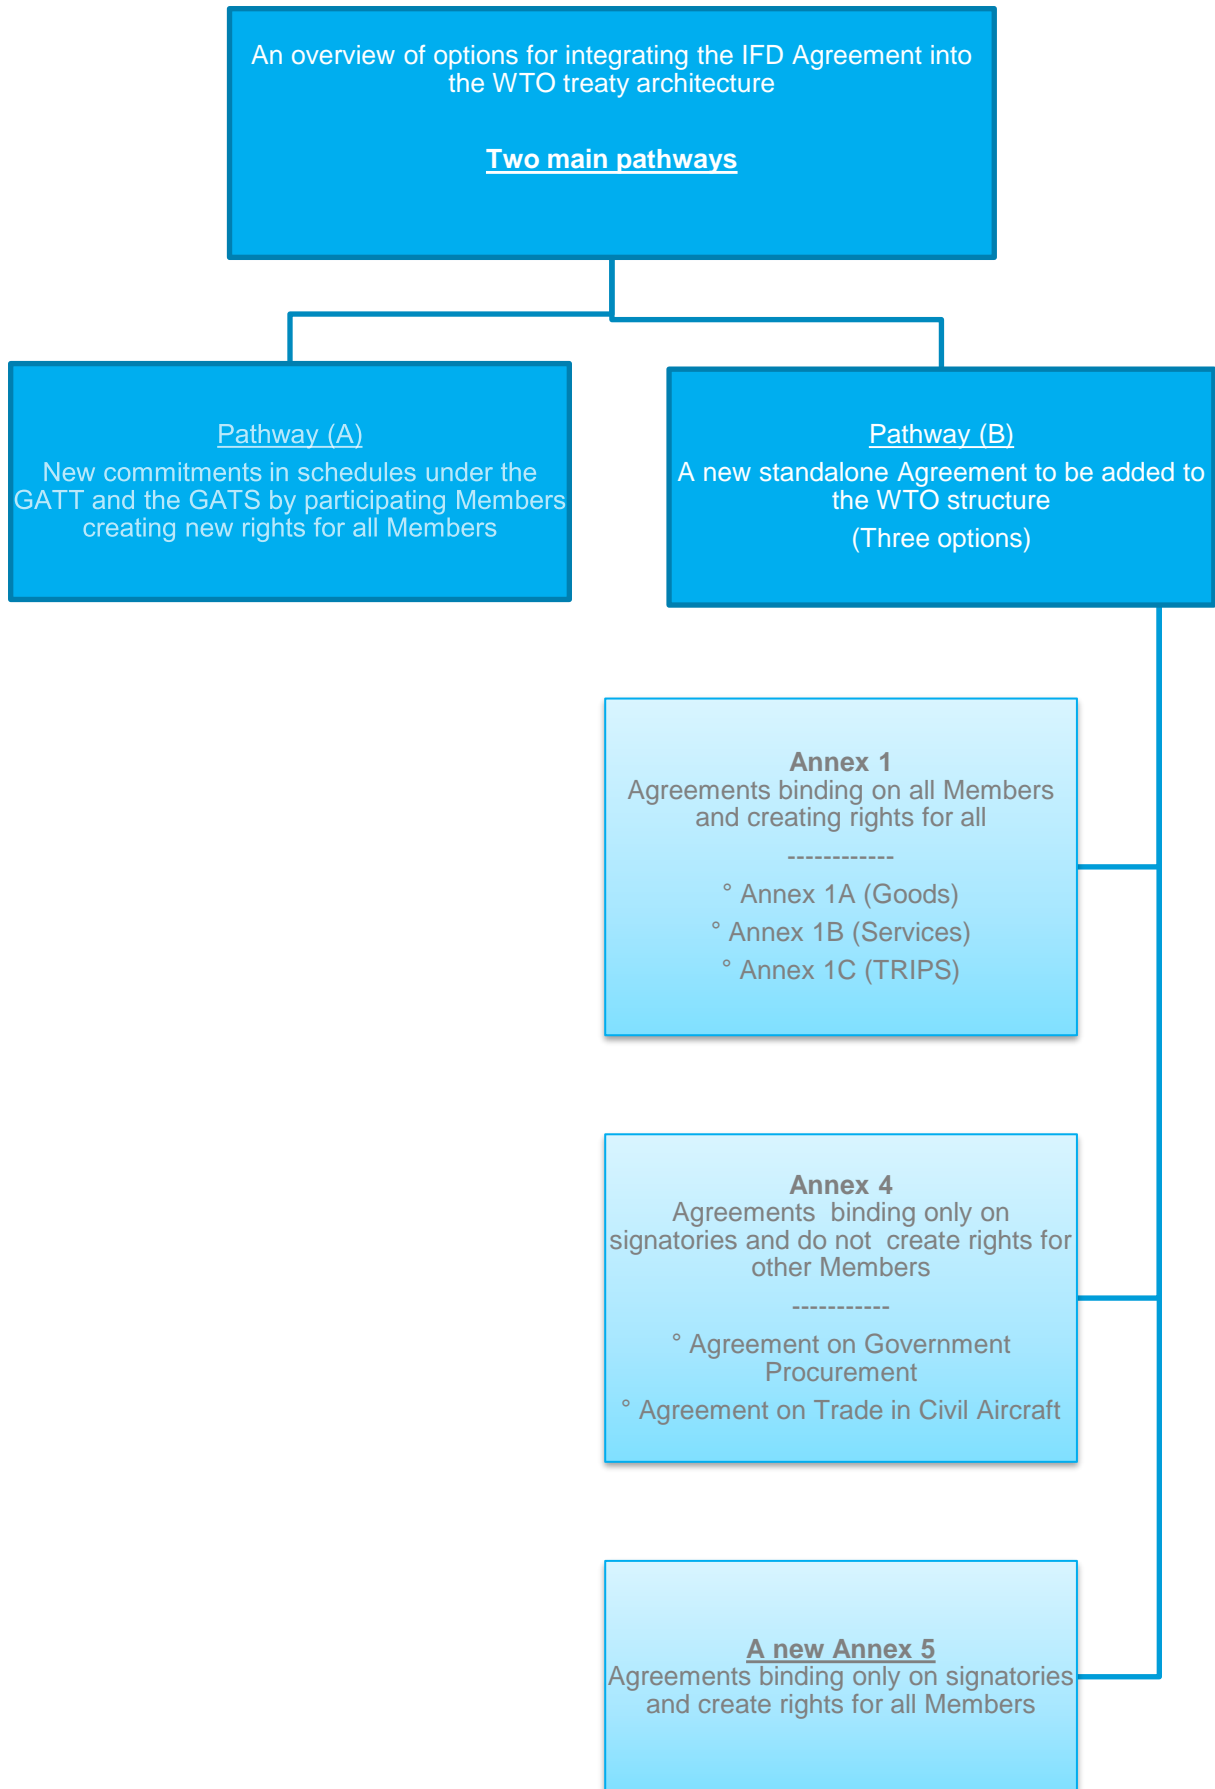 An overview of options for integrating the IFD Agreement into
the WTO treaty architecture
Two main pathways
Pathway (A)
New commitments in schedules under the
GATT and the GATS by participating Members
creating new rights for all Members
Pathway (B)
A new standalone Agreement to be added to
the WTO structure
(Three options)
Annex 1
Agreements binding on all Members
and creating rights for all
------------
° Annex 1A (Goods)
° Annex 1B (Services)
° Annex 1C (TRIPS)
Annex 4
Agreements  binding only on
signatories and do not  create rights for
other Members
-----------
° Agreement on Government
Procurement
° Agreement on Trade in Civil Aircraft
A new Annex 5
Agreements binding only on signatories
and create rights for all Members